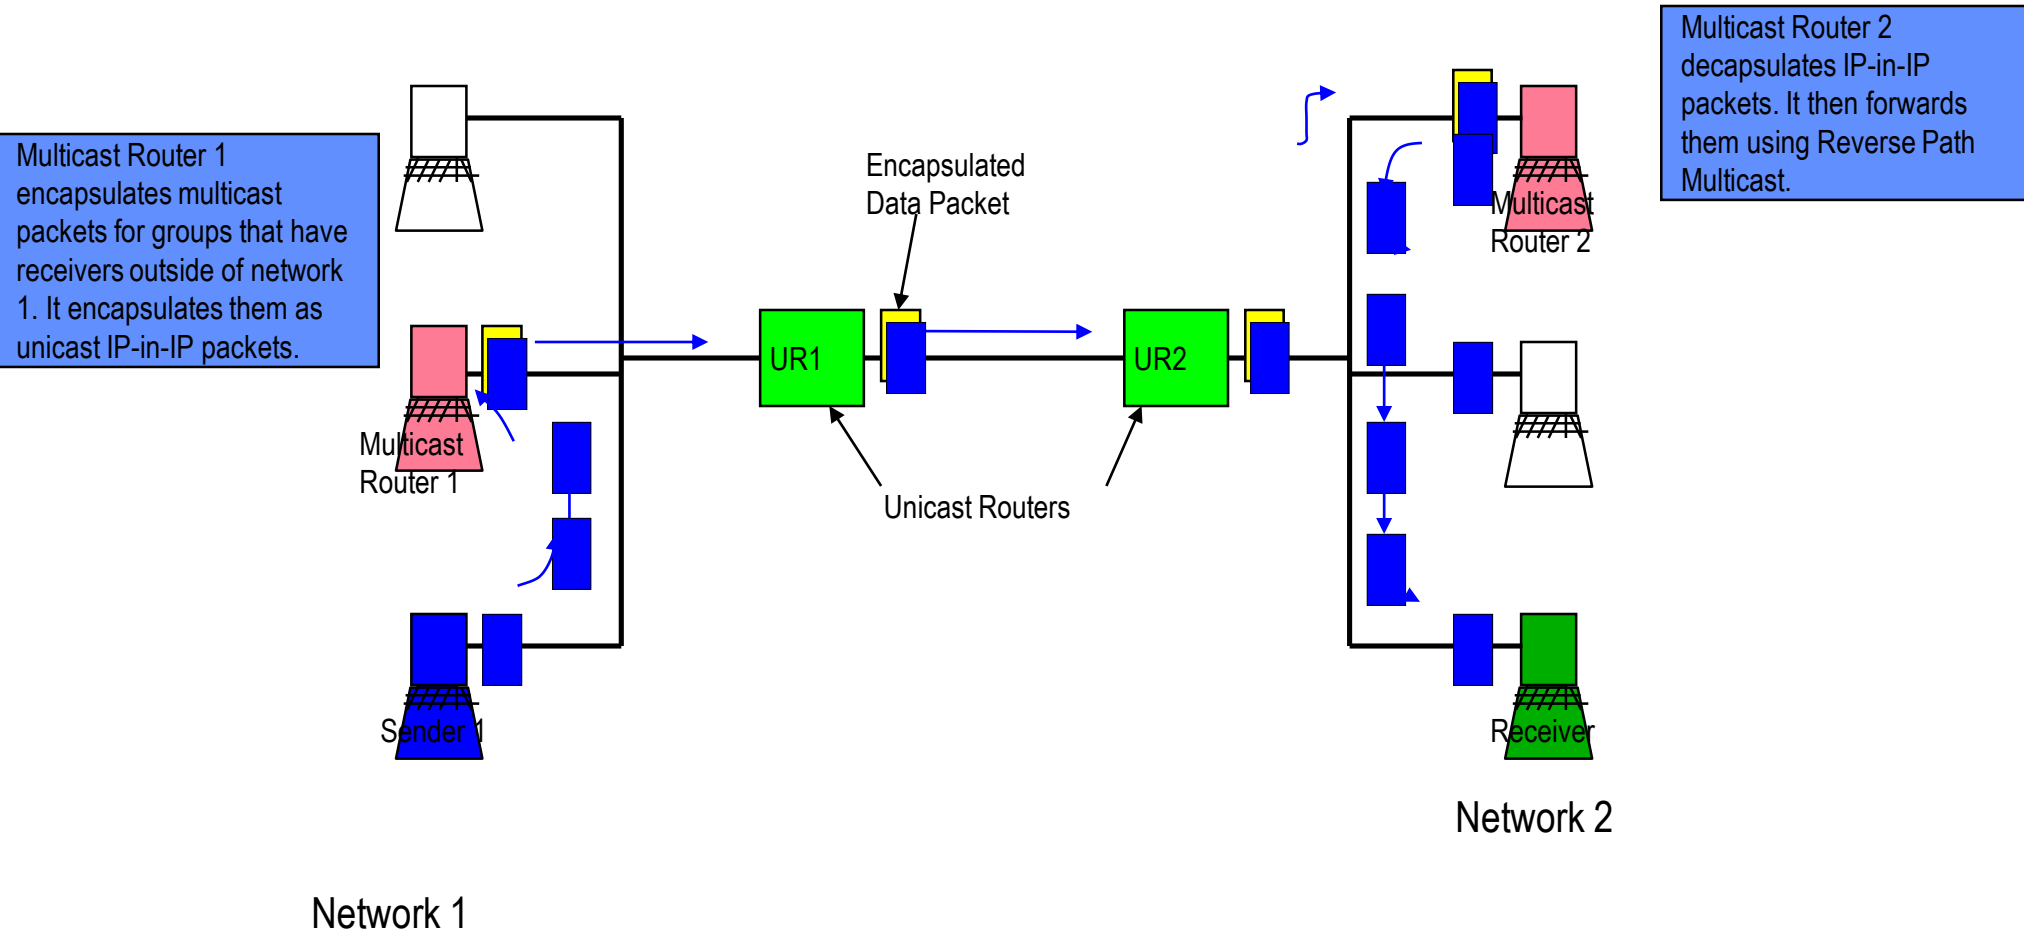 Multicast Router 1
encapsulates multicast
packets for groups that have
receivers outside of network
1. It encapsulates them as
unicast IP-in-IP packets.
Multicast
Router 1
Sender 1
Network 1
Encapsulated
Data Packet
UR1
UR2
Unicast Routers
Multicast Router 2
decapsulates IP-in-IP
packets. It then forwards
them using Reverse Path
Multicast.
Multicast
Router 2
Receiver
Network 2